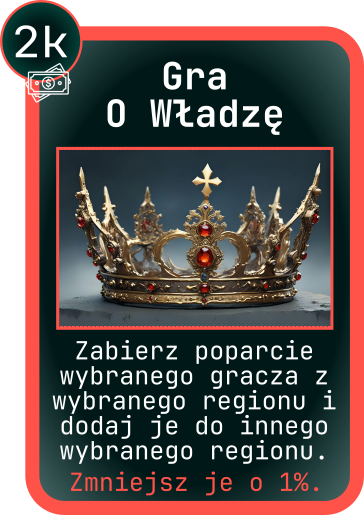 2k
Gra
O Władzę
Zabierz poparcie
wybranego gracza z
wybranego regionu i
dodaj je do innego
wybranego regionu.
Zmniejsz je o 1%.